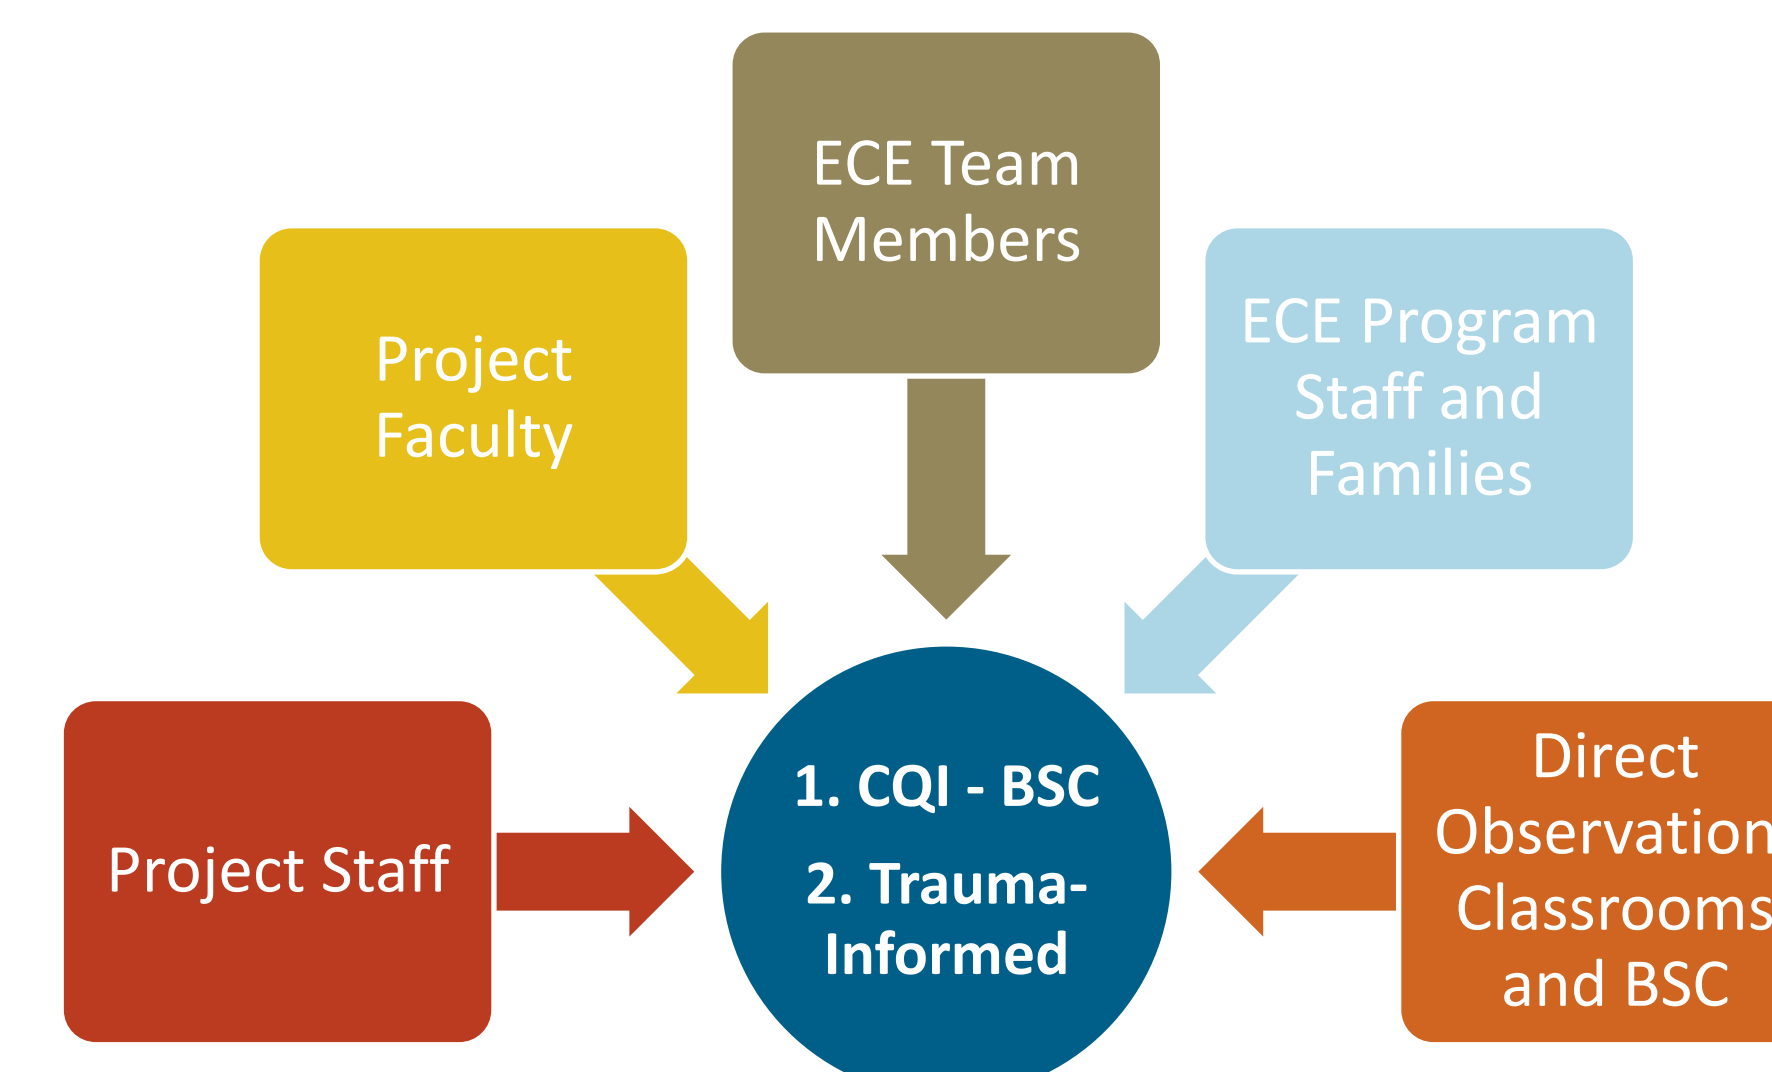 ECE Team
Members
Project
Faculty
ECE Program
Staff and
Families
Project Staff
1. CQI - BSC
2. Trauma-
Informed
Direct
Observation
Classrooms
and BSC